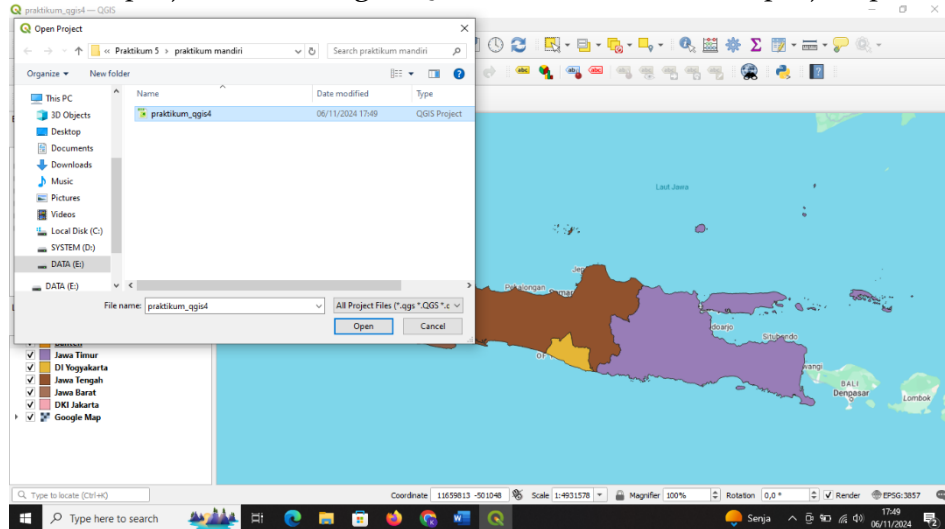 praktikum_qgis4 — QGIS
Open Project
« Praktikum 5 › praktikum mandiri
Search praktikum mandiri
Organize
New folder
This PC
3D Objects
Desktop
Documents
Downloads
Music
Pictures
Videos
Local Disk (C:)
SYSTEM (D:)
DATA (E:)
DATA (E:)
Name
Date modified
Type
praktikum_qgis4
06/11/2024 17:49
QGIS Project
File name:
praktikum_qgis4
All Project Files (*.qgs *.QGS *.c
Open
Cancel
abc
abc
abc
Laut Jawa
Pekalongan
doarjo
Situbondo
wangi
BALI
Denpasar
Lombok
Jawa Timur
DI Yogyakarta
Jawa Tengah
Jawa Barat
DKI Jakarta
Google Map
Type to locate (Ctrl+K)
Coordinate
11659813 -501048
Scale
1:4931578
Magnifier
100%
Rotation
0,0 °
Render
EPSG:3857
Type here to search
Senja
17:49
06/11/2024